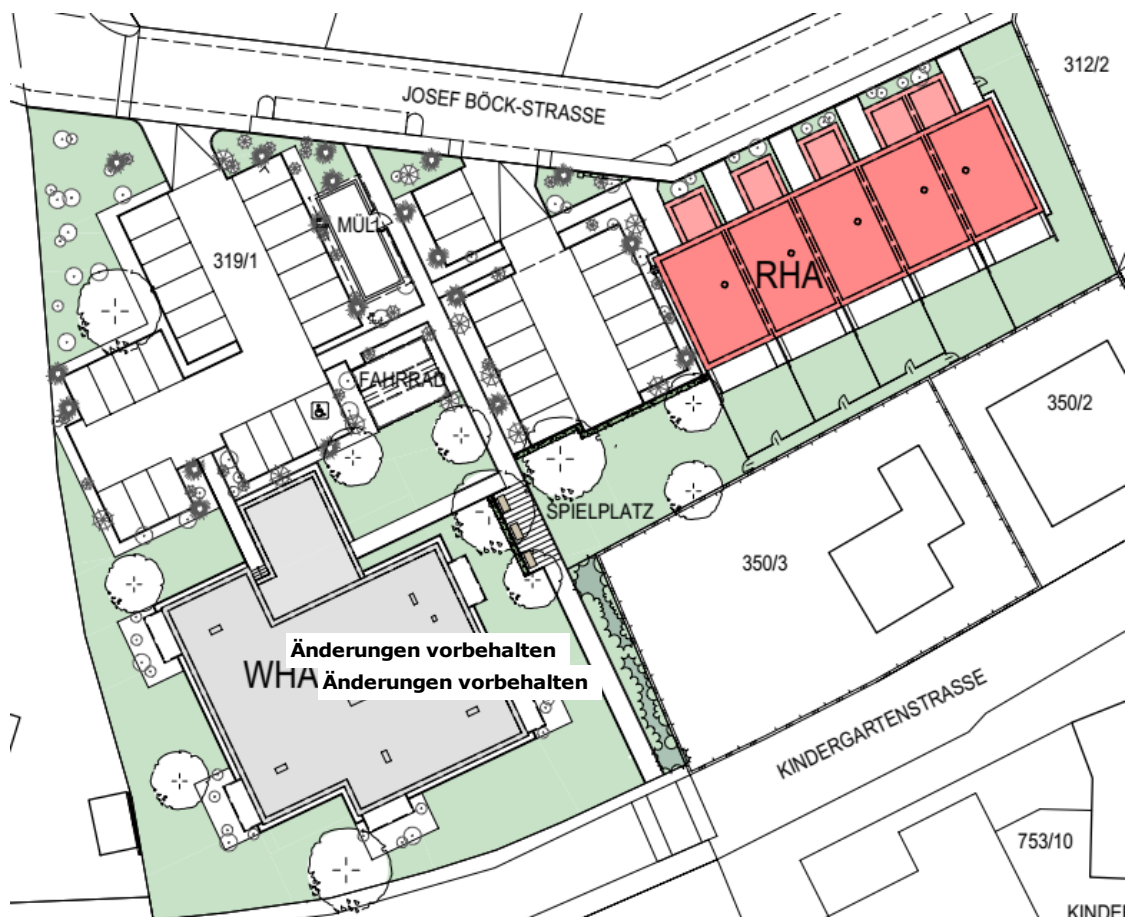 312/2
JOSEF BÖCK-STRASSE
MÜLL
319/1
RHA
FAHRRAD
350/2
SPIELPLATZ
350/3
Änderungen vorbehalten
WHA
Änderungen vorbehalten
KINDERGARTENSTRASSE
753/10
KINDE